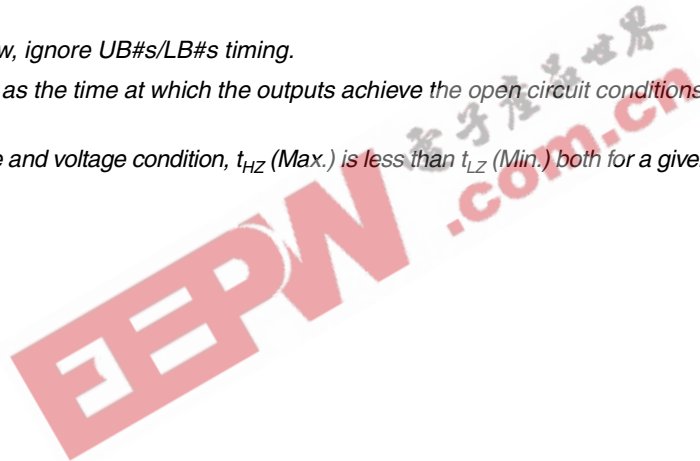 w, ignore UB#s/LB#s timing.
as the time at which the outputs achieve the open circuit conditions
e and voltage condition, tHZ (Max.) is less than tLZ (Min.) both for a give
EEPW
电子产品世界
.com.cn